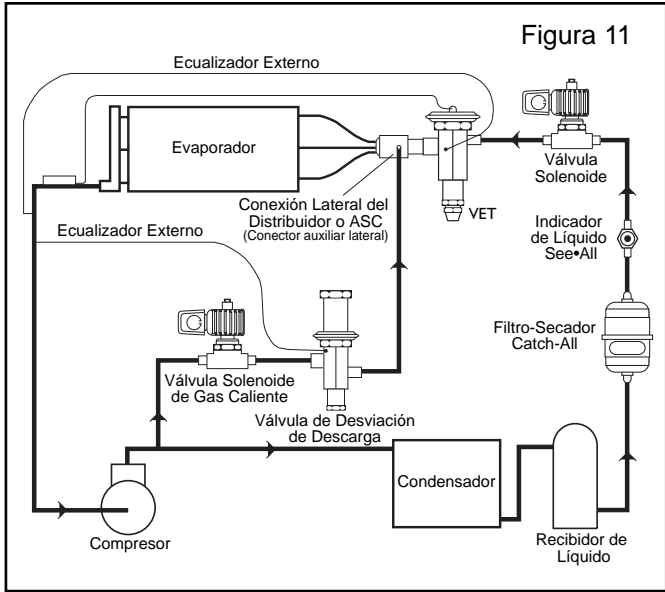 Figura 11
Ecualizador Externo
Evaporador
Válvula
Solenoide
Conexión Lateral del
Distribuidor o ASC
(Conector auxiliar lateral)
VET
Indicador
de Líquido
See•All
Ecualizador Externo
Filtro-Secador
Catch-All
Válvula Solenoide
de Gas Caliente
Válvula de Desviación
de Descarga
Condensador
Compresor
Recibidor de
Líquido